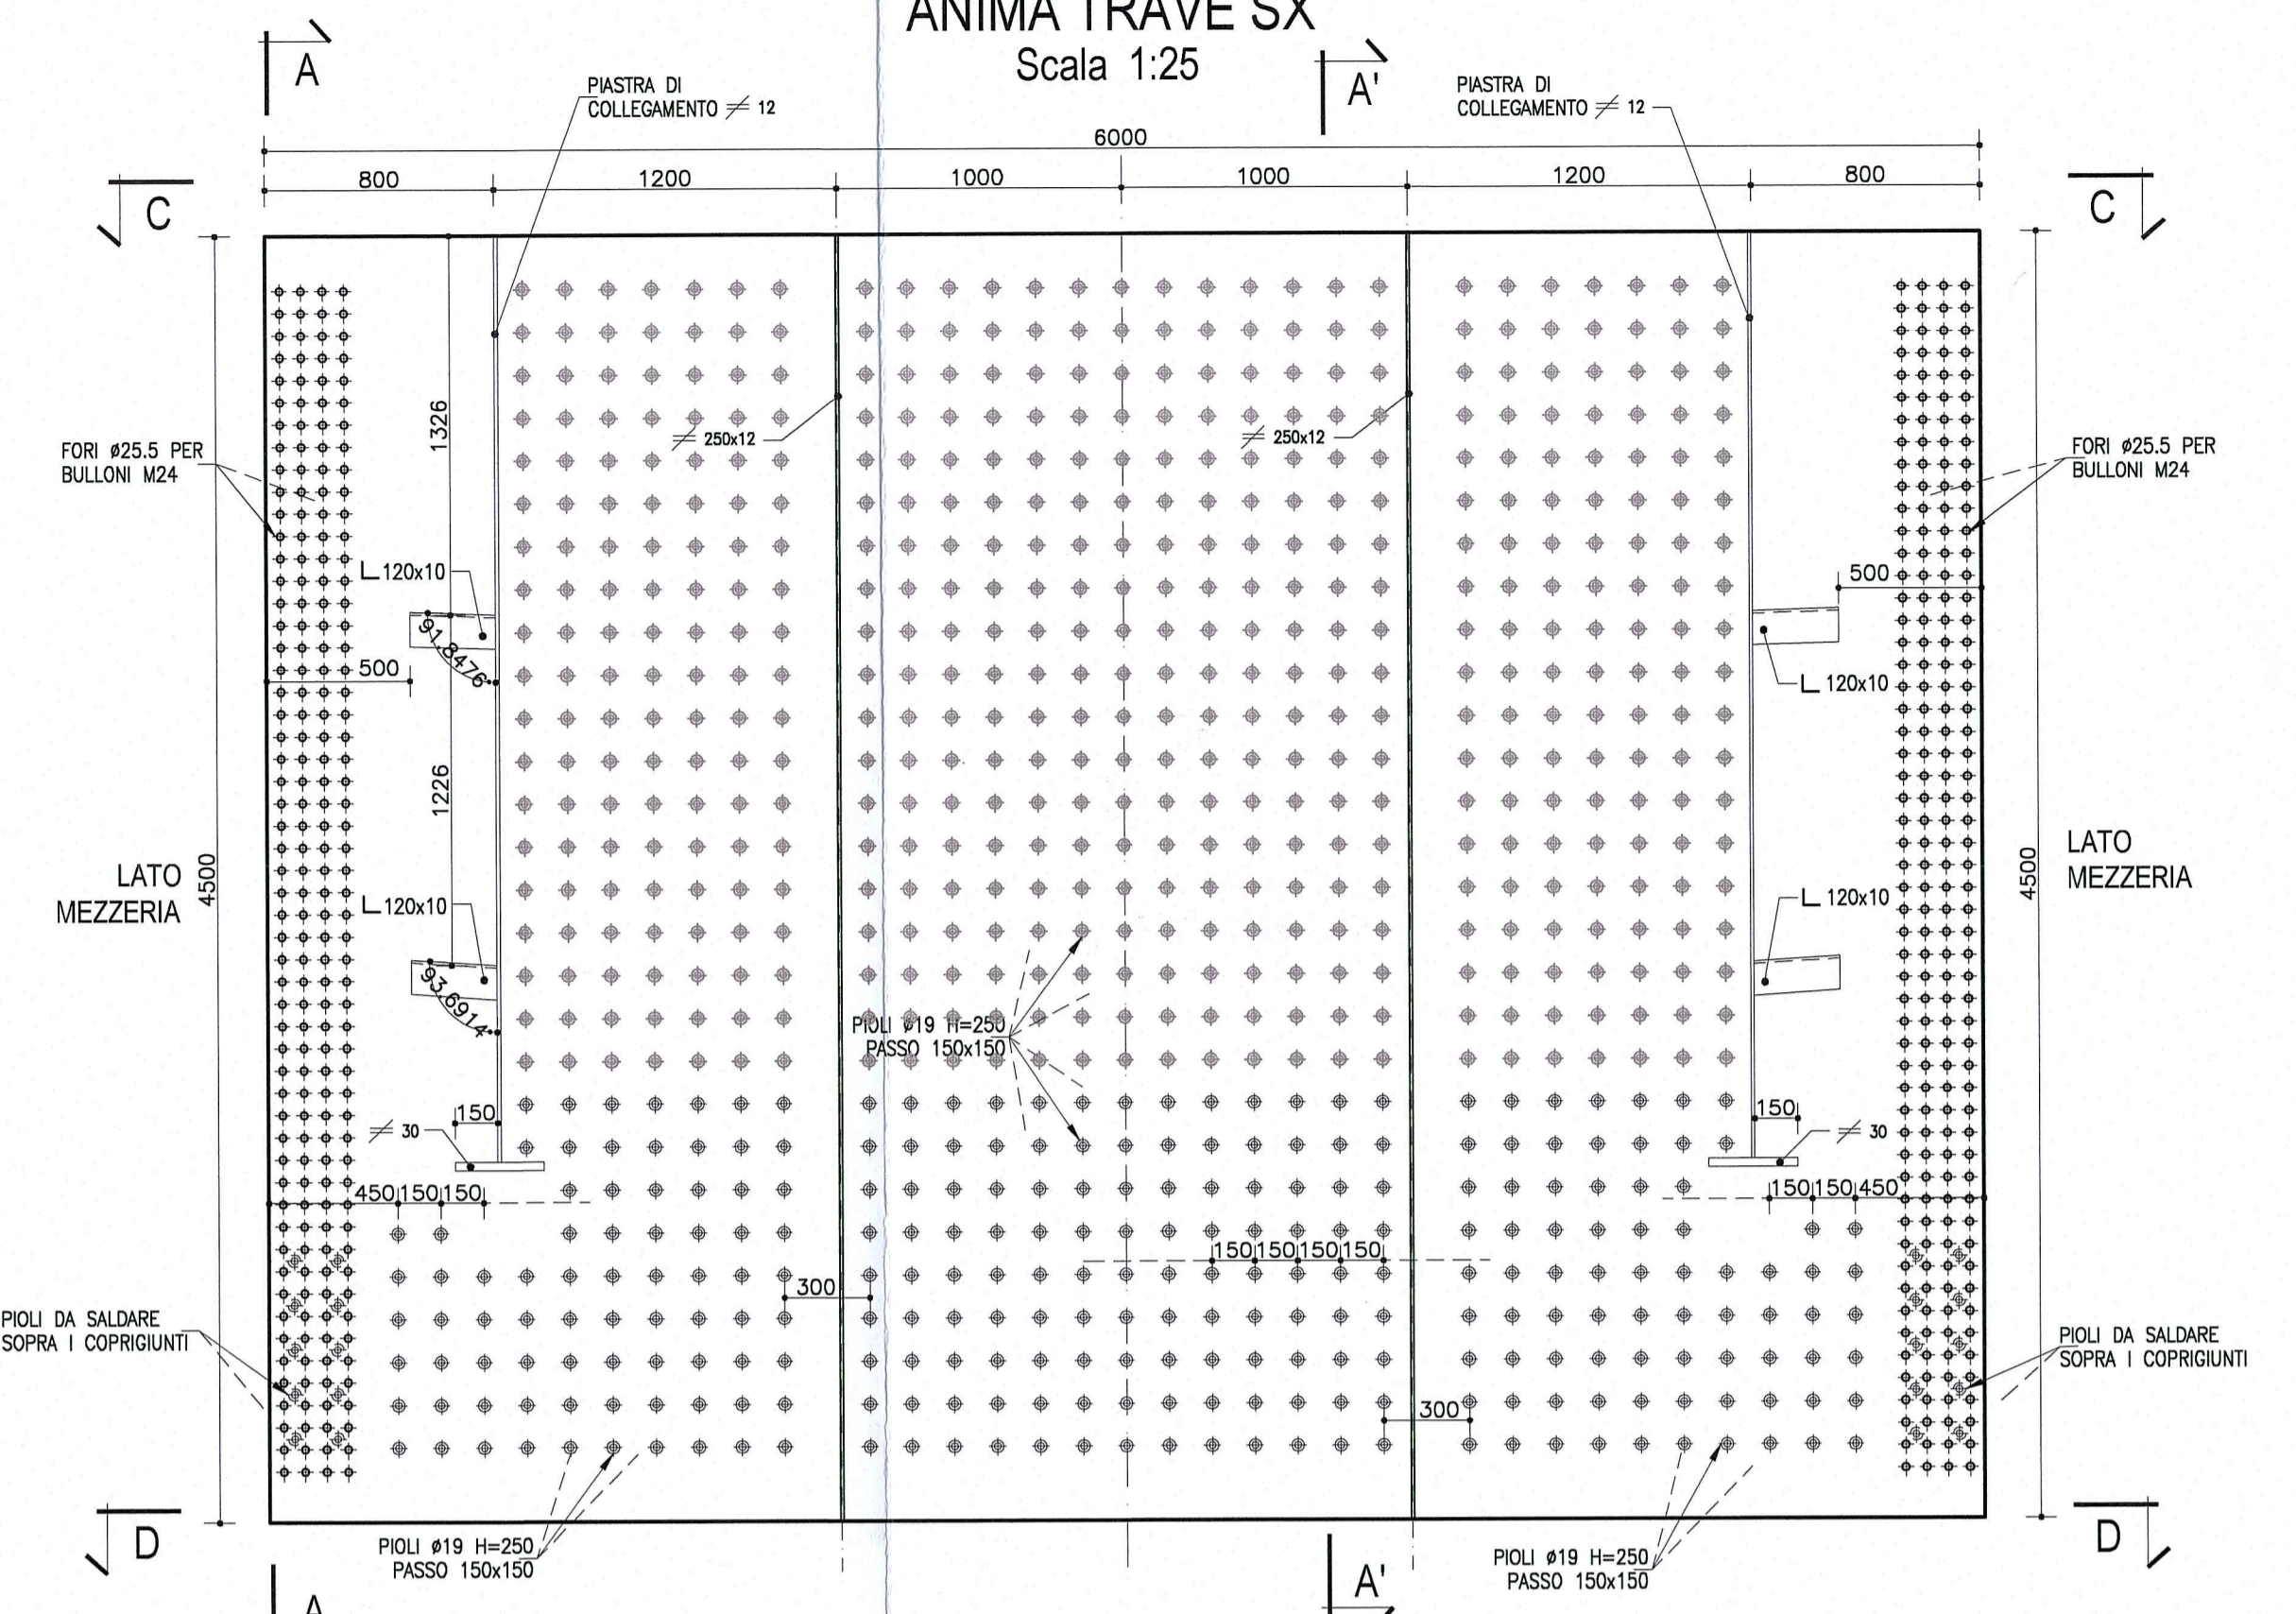 ANIMA TRAVE SX
Scala 1:25
A
A'
PIASTRA DI
COLLEGAMENTO ≠ 12
PIASTRA DI
COLLEGAMENTO ≠ 12
6000
800
1200
1000
1000
1200
800
C
C
1326
≠ 250x12
≠ 250x12
FORI ø25.5 PER
BULLONI M24
FORI ø25.5 PER
BULLONI M24
L 120x10
500
91.8476
500
L 120x10
1226
LATO
MEZZERIA
4500
4500
LATO
MEZZERIA
L 120x10
L 120x10
93.6914
PIOLI ø19 H=250
PASSO 150x150
150
≠ 30
150
≠ 30
450 150 150
150 150 450
150 150 150 150
300
PIOLI DA SALDARE
SOPRA I COPRIGIUNTI
PIOLI DA SALDARE
SOPRA I COPRIGIUNTI
300
D
D
PIOLI ø19 H=250
PASSO 150x150
PIOLI ø19 H=250
PASSO 150x150
A
A'